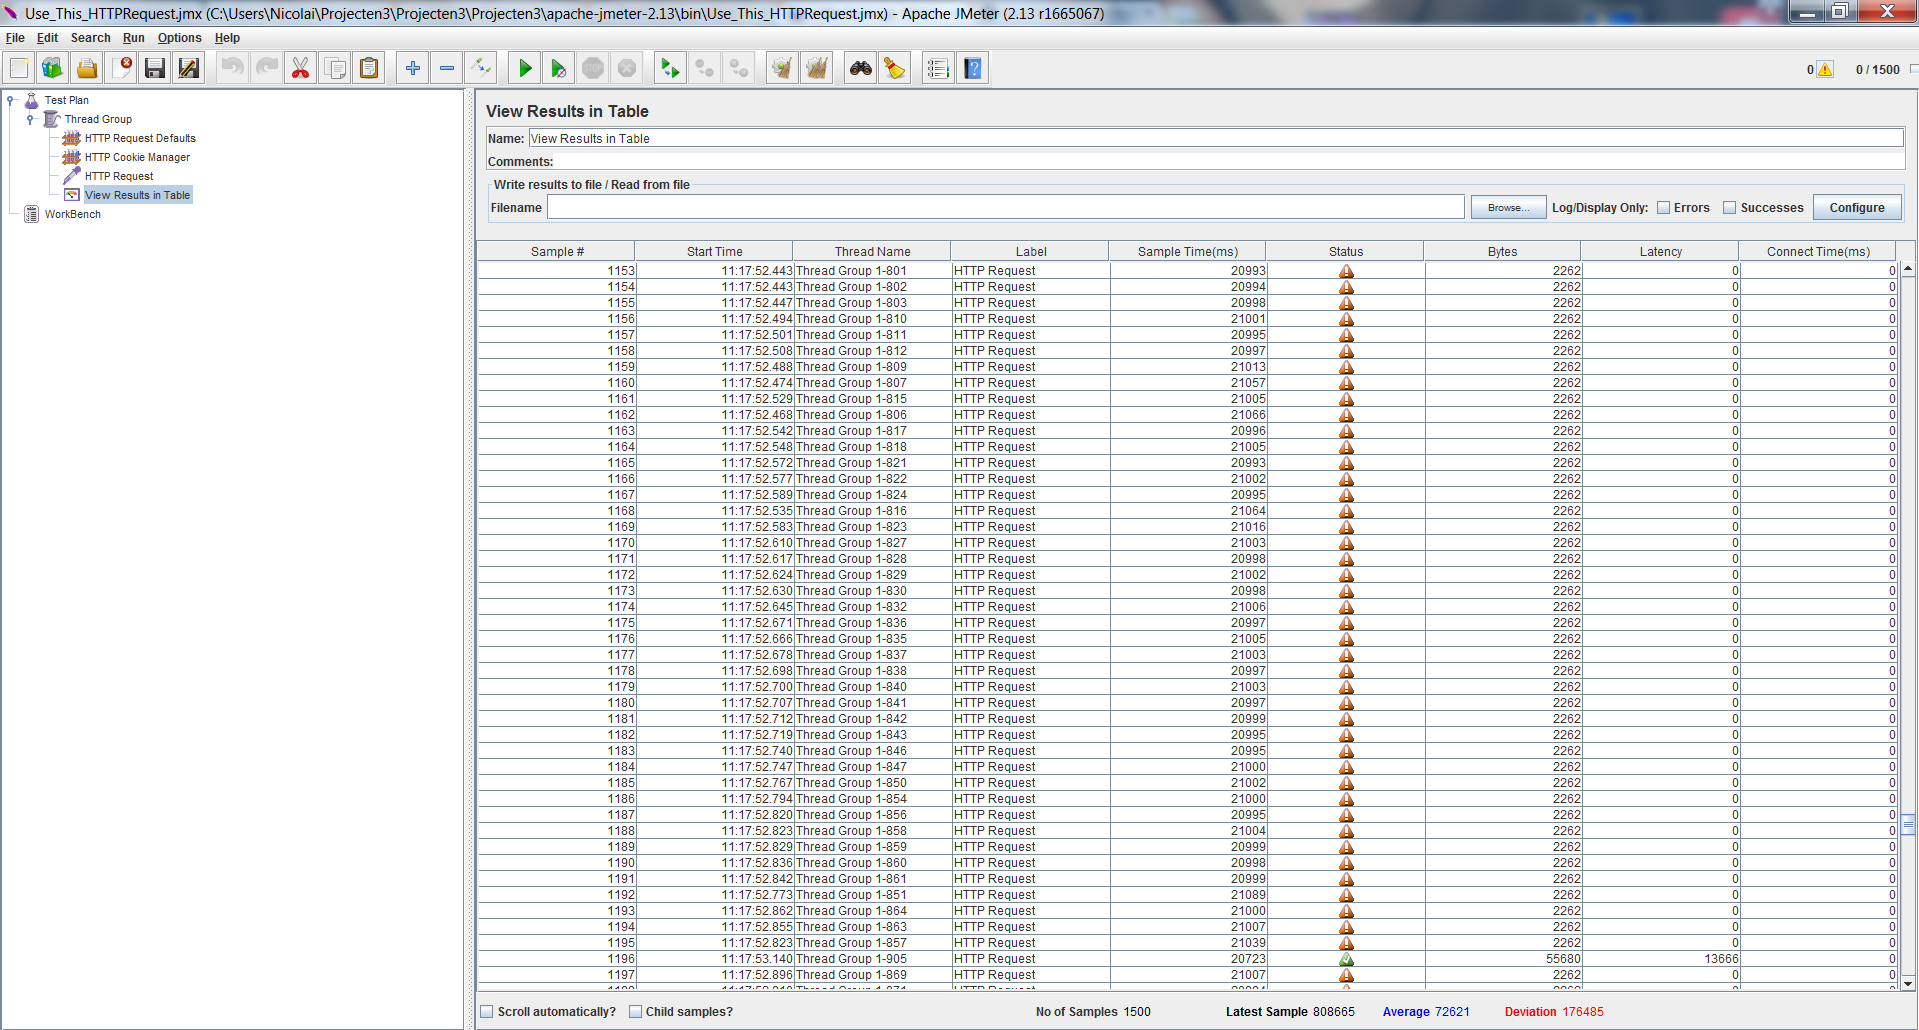 Use_This_HTTPRequest.jmx (C:\Users\Nicolai\Projecten3\Projecten3\Projecten3\apache-jmeter-2.13\bin\Use_This_HTTPRequest.jmx) - Apache JMeter (2.13 r1665067)
File Edit Search Run Options Help
STOP 0 0 / 1500
Test Plan
Thread Group
HTTP Request Defaults
HTTP Cookie Manager
HTTP Request
View Results in Table
WorkBench
View Results in Table
Name: View Results in Table
Comments:
Write results to file / Read from file
Filename Browse... Log/Display Only: Errors Successes Configure
Sample # Start Time Thread Name Label Sample Time(ms) Status Bytes Latency Connect Time(ms)
1153 11:17:52.443 Thread Group 1-801 HTTP Request 20993 2262 0 0
1154 11:17:52.443 Thread Group 1-802 HTTP Request 20994 2262 0 0
1155 11:17:52.447 Thread Group 1-803 HTTP Request 20998 2262 0 0
1156 11:17:52.494 Thread Group 1-810 HTTP Request 21001 2262 0 0
1157 11:17:52.501 Thread Group 1-811 HTTP Request 20995 2262 0 0
1158 11:17:52.508 Thread Group 1-812 HTTP Request 20997 2262 0 0
1159 11:17:52.488 Thread Group 1-809 HTTP Request 21013 2262 0 0
1160 11:17:52.474 Thread Group 1-807 HTTP Request 21057 2262 0 0
1161 11:17:52.529 Thread Group 1-815 HTTP Request 21005 2262 0 0
1162 11:17:52.468 Thread Group 1-806 HTTP Request 21066 2262 0 0
1163 11:17:52.542 Thread Group 1-817 HTTP Request 20996 2262 0 0
1164 11:17:52.548 Thread Group 1-818 HTTP Request 21005 2262 0 0
1165 11:17:52.572 Thread Group 1-821 HTTP Request 20993 2262 0 0
1166 11:17:52.577 Thread Group 1-822 HTTP Request 21002 2262 0 0
1167 11:17:52.589 Thread Group 1-824 HTTP Request 20995 2262 0 0
1168 11:17:52.535 Thread Group 1-816 HTTP Request 21064 2262 0 0
1169 11:17:52.583 Thread Group 1-823 HTTP Request 21016 2262 0 0
1170 11:17:52.610 Thread Group 1-827 HTTP Request 21003 2262 0 0
1171 11:17:52.617 Thread Group 1-828 HTTP Request 20998 2262 0 0
1172 11:17:52.624 Thread Group 1-829 HTTP Request 21002 2262 0 0
1173 11:17:52.630 Thread Group 1-830 HTTP Request 20998 2262 0 0
1174 11:17:52.645 Thread Group 1-832 HTTP Request 21006 2262 0 0
1175 11:17:52.671 Thread Group 1-836 HTTP Request 20997 2262 0 0
1176 11:17:52.666 Thread Group 1-835 HTTP Request 21005 2262 0 0
1177 11:17:52.678 Thread Group 1-837 HTTP Request 21003 2262 0 0
1178 11:17:52.698 Thread Group 1-838 HTTP Request 20997 2262 0 0
1179 11:17:52.700 Thread Group 1-840 HTTP Request 21003 2262 0 0
1180 11:17:52.707 Thread Group 1-841 HTTP Request 20997 2262 0 0
1181 11:17:52.712 Thread Group 1-842 HTTP Request 20999 2262 0 0
1182 11:17:52.719 Thread Group 1-843 HTTP Request 20995 2262 0 0
1183 11:17:52.740 Thread Group 1-846 HTTP Request 20995 2262 0 0
1184 11:17:52.747 Thread Group 1-847 HTTP Request 21000 2262 0 0
1185 11:17:52.767 Thread Group 1-850 HTTP Request 21002 2262 0 0
1186 11:17:52.794 Thread Group 1-854 HTTP Request 21000 2262 0 0
1187 11:17:52.820 Thread Group 1-856 HTTP Request 20995 2262 0 0
1188 11:17:52.823 Thread Group 1-858 HTTP Request 21004 2262 0 0
1189 11:17:52.829 Thread Group 1-859 HTTP Request 20999 2262 0 0
1190 11:17:52.836 Thread Group 1-860 HTTP Request 20998 2262 0 0
1191 11:17:52.842 Thread Group 1-861 HTTP Request 20999 2262 0 0
1192 11:17:52.773 Thread Group 1-851 HTTP Request 21089 2262 0 0
1193 11:17:52.862 Thread Group 1-864 HTTP Request 21000 2262 0 0
1194 11:17:52.855 Thread Group 1-863 HTTP Request 21007 2262 0 0
1195 11:17:52.823 Thread Group 1-857 HTTP Request 21039 2262 0 0
1196 11:17:53.140 Thread Group 1-905 HTTP Request 20723 55680 13666 0
1197 11:17:52.896 Thread Group 1-869 HTTP Request 21007 2262 0 0
Scroll automatically? Child samples? No of Samples 1500 Latest Sample 808665 Average 72621 Deviation 176485